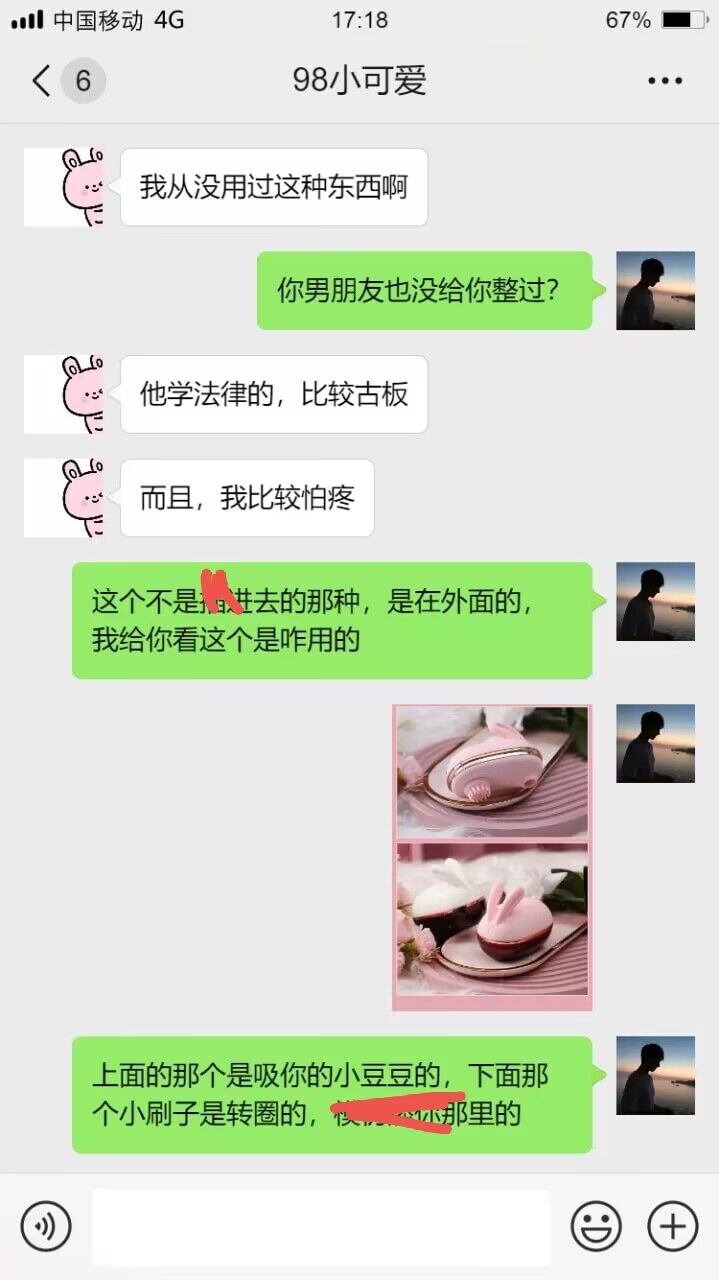 中国移动 4G
17:18
67%
6
98小可爱
我从没用过这种东西啊
你男朋友也没给你整过?
他学法律的，比较古板
而且，我比较怕疼
这个不是插进去的那种，是在外面的，
我给你看这个是咋用的
上面的那个是吸你的小豆豆的，下面那
个小刷子是转圈的，你那里的